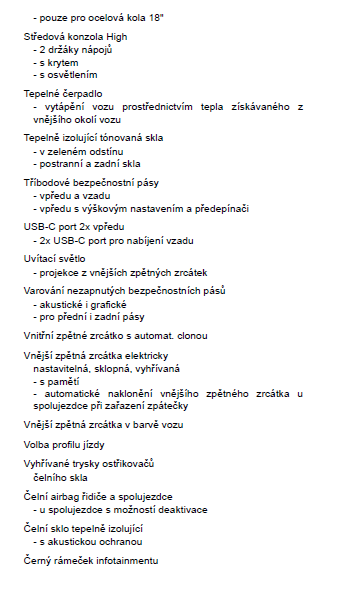 - pouze pro ocelová kola 18"
Středová konzola High
- 2 držáky nápojů
- s krytem
- s osvětlením
Tepelné čerpadlo
- vytápění vozu prostřednictvím tepla získávaného z
vnějšího okolí vozu
Tepelně izolující tónovaná skla
- v zeleném odstínu
- postranní a zadní skla
Tříbodové bezpečnostní pásy
- vpředu a vzadu
- vpředu s výškovým nastavením a předepínači
USB-C port 2x vpředu
- 2x USB-C port pro nabíjení vzadu
Uvítací světlo
- projekce z vnějších zpětných zrcátek
Varování nezapnutých bezpečnostních pásů
- akustické i grafické
- pro přední i zadní pásy
Vnitřní zpětné zrcátko s automat. clonou
Vnější zpětná zrcátka elektricky
nastavitelná, sklopná, vyhřívaná
- s pamětí
- automatické naklonění vnějšího zpětného zrcátka u
spolujezdce při zařazení zpátečky
Vnější zpětná zrcátka v barvě vozu
Volba profilu jízdy
Vyhřívané trysky ostřikovačů
čelního skla
Čelní airbag řidiče a spolujezdce
- u spolujezdce s možností deaktivace
Čelní sklo tepelně izolující
- s akustickou ochranou
Černý rámeček infotainmentu